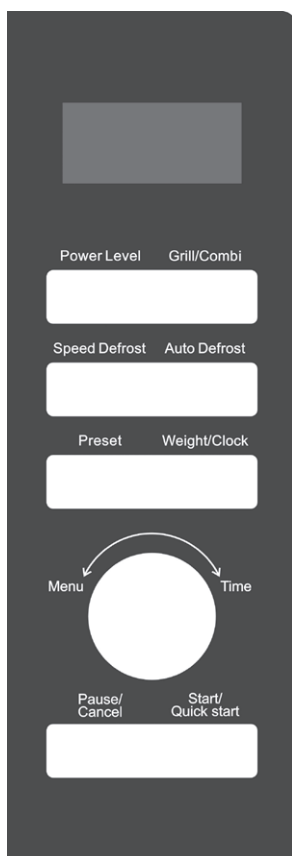 Power Level Grill/Combi
Speed Defrost Auto Defrost
Preset Weight/Clock
Menu Time
Pause/ Start/
Cancel Quick start